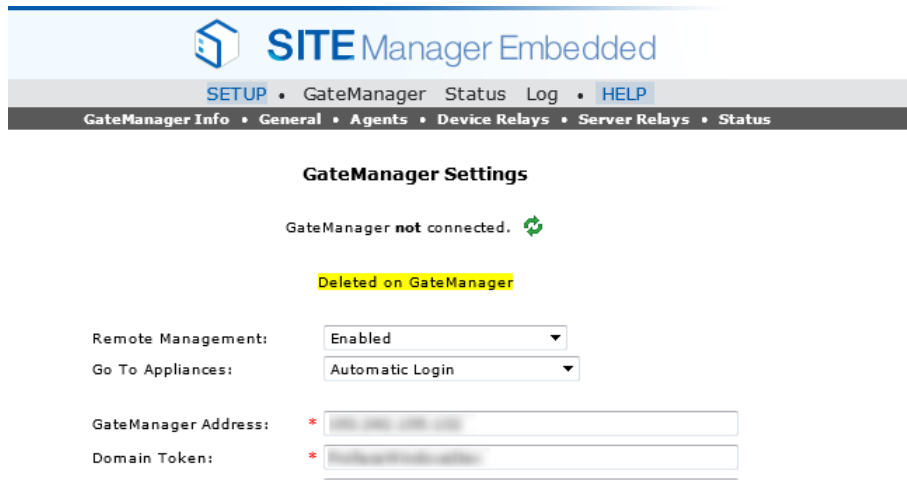 SITE Manager Embedded
SETUP • GateManager Status Log • HELP
GateManager Info • General • Agents • Device Relays • Server Relays • Status
GateManager Settings
GateManager not connected.
Deleted on GateManager
Remote Management: Enabled
Go To Appliances: Automatic Login
GateManager Address: *
Domain Token: *